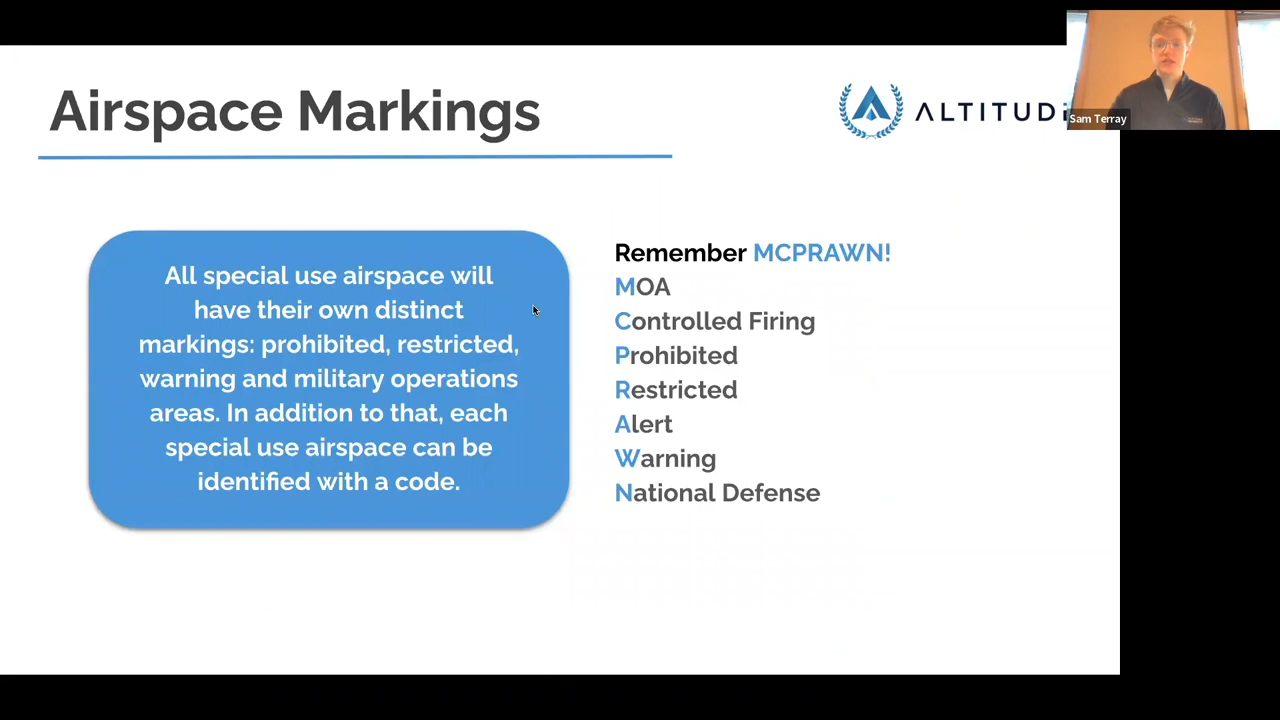 Airspace Markings
ALTITUD
Sam Terray
All special use airspace will
have their own distinct
markings: prohibited, restricted,
warning and military operations
areas. In addition to that, each
special use airspace can be
identified with a code.
Remember MCPRAWN!
MOA
Controlled Firing
Prohibited
Restricted
Alert
Warning
National Defense